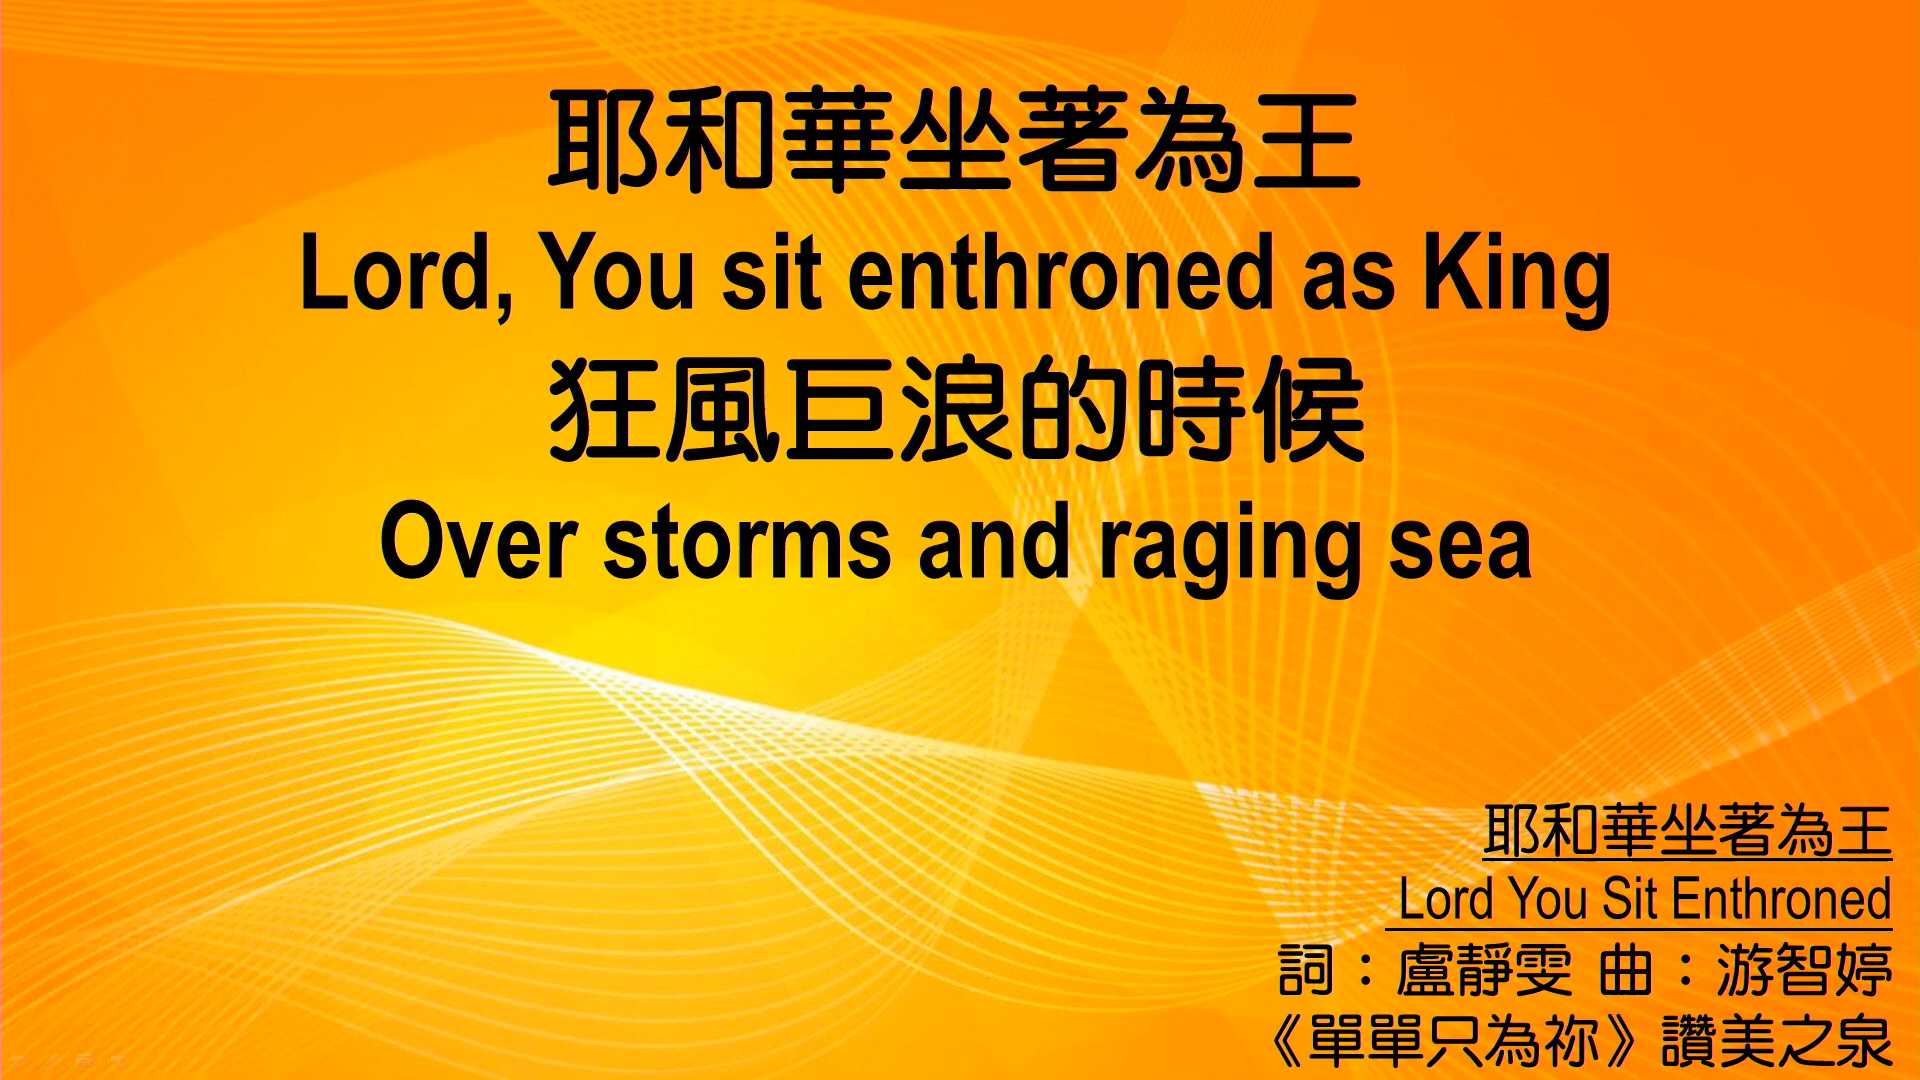 耶和華坐著為王
Lord, You sit enthroned as King
狂風巨浪的時候
Over storms and raging sea
耶和華坐著為王
Lord You Sit Enthroned
詞：盧靜雯 曲：游智婷
《單單只為祢》讚美之泉